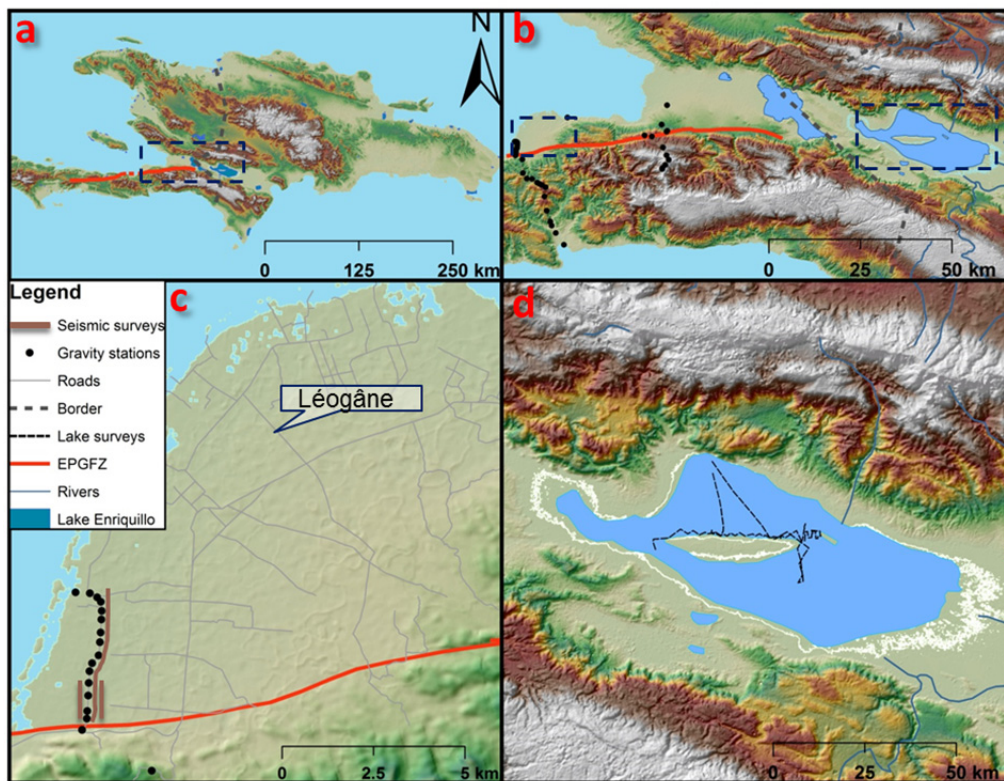 a
N
0 125 250 km
b
0 25 50 km
Legend
Seismic surveys
Gravity stations
Roads
Border
Lake surveys
EPGFZ
Rivers
Lake Enriquillo
c
Léogâne
0 2.5 5 km
d
0 25 50 km